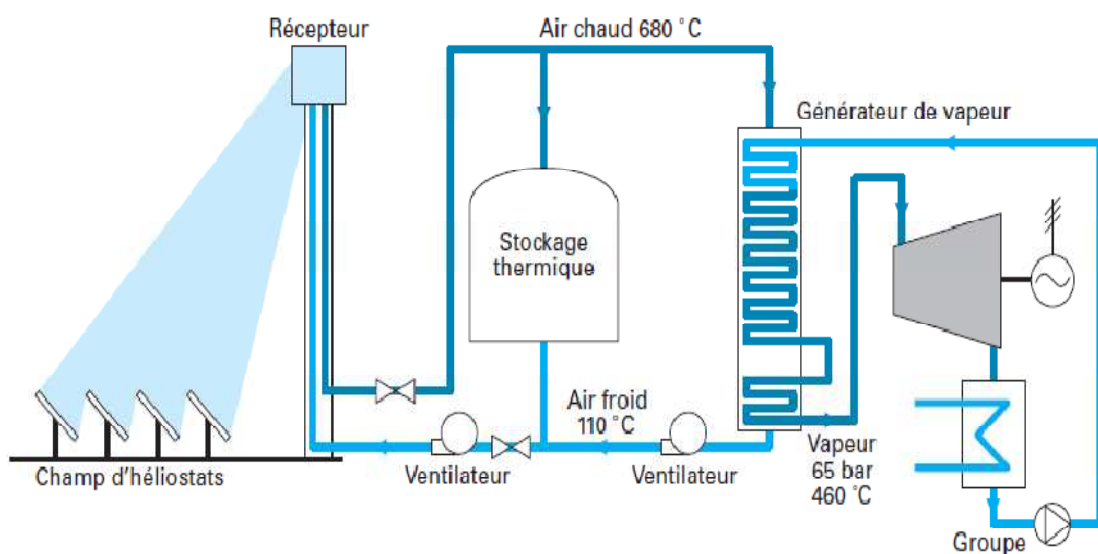 Récepteur
Air chaud 680 °C
Générateur de vapeur
Stockage
thermique
Air froid
110 °C
Champ d'héliostats
Ventilateur
Ventilateur
Vapeur
65 bar
460 °C
Groupe